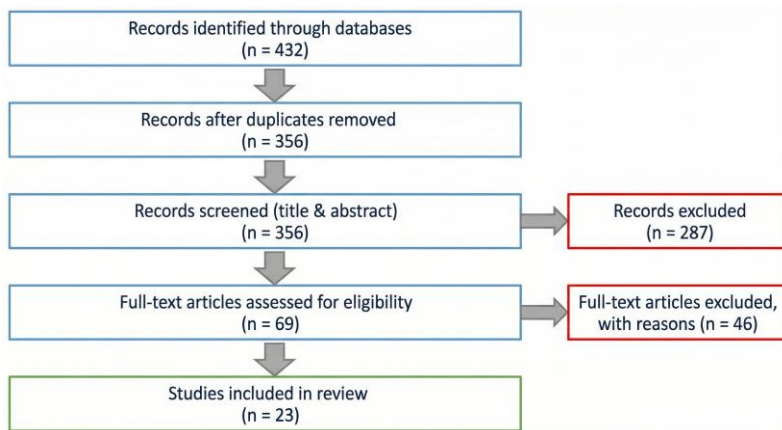 Records identified through databases
(n = 432)
Records after duplicates removed
(n = 356)
Records screened (title & abstract)
(n = 356)
Records excluded
(n = 287)
Full-text articles assessed for eligibility
(n = 69)
Full-text articles excluded,
with reasons (n = 46)
Studies included in review
(n = 23)